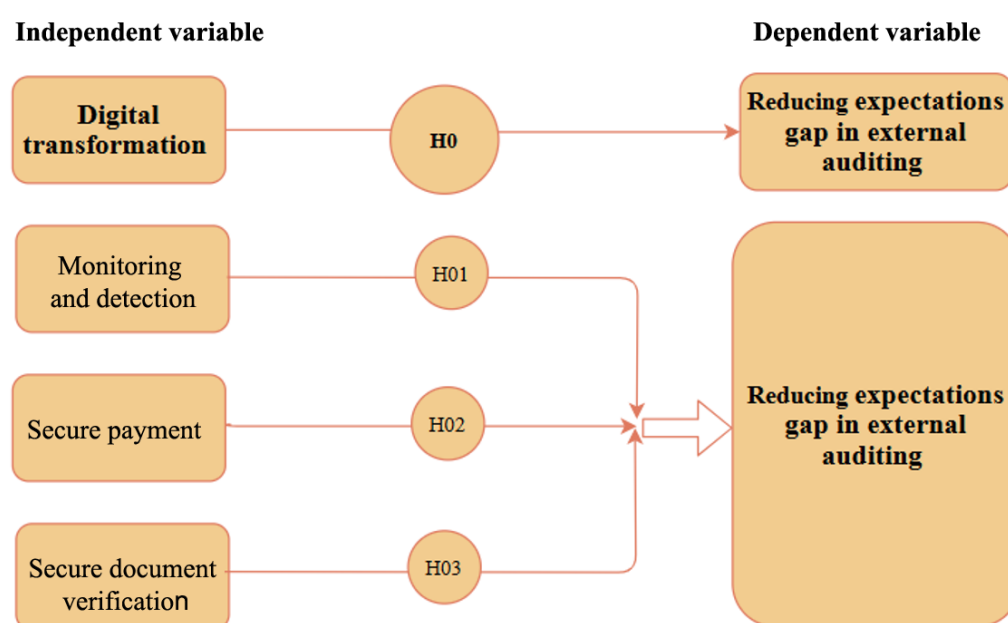 Independent variable
Dependent variable
Digital
transformation
H0
Reducing expectations
gap in external
auditing
Monitoring
and detection
H01
Secure payment
H02
Reducing expectations
gap in external
auditing
Secure document
verification
H03